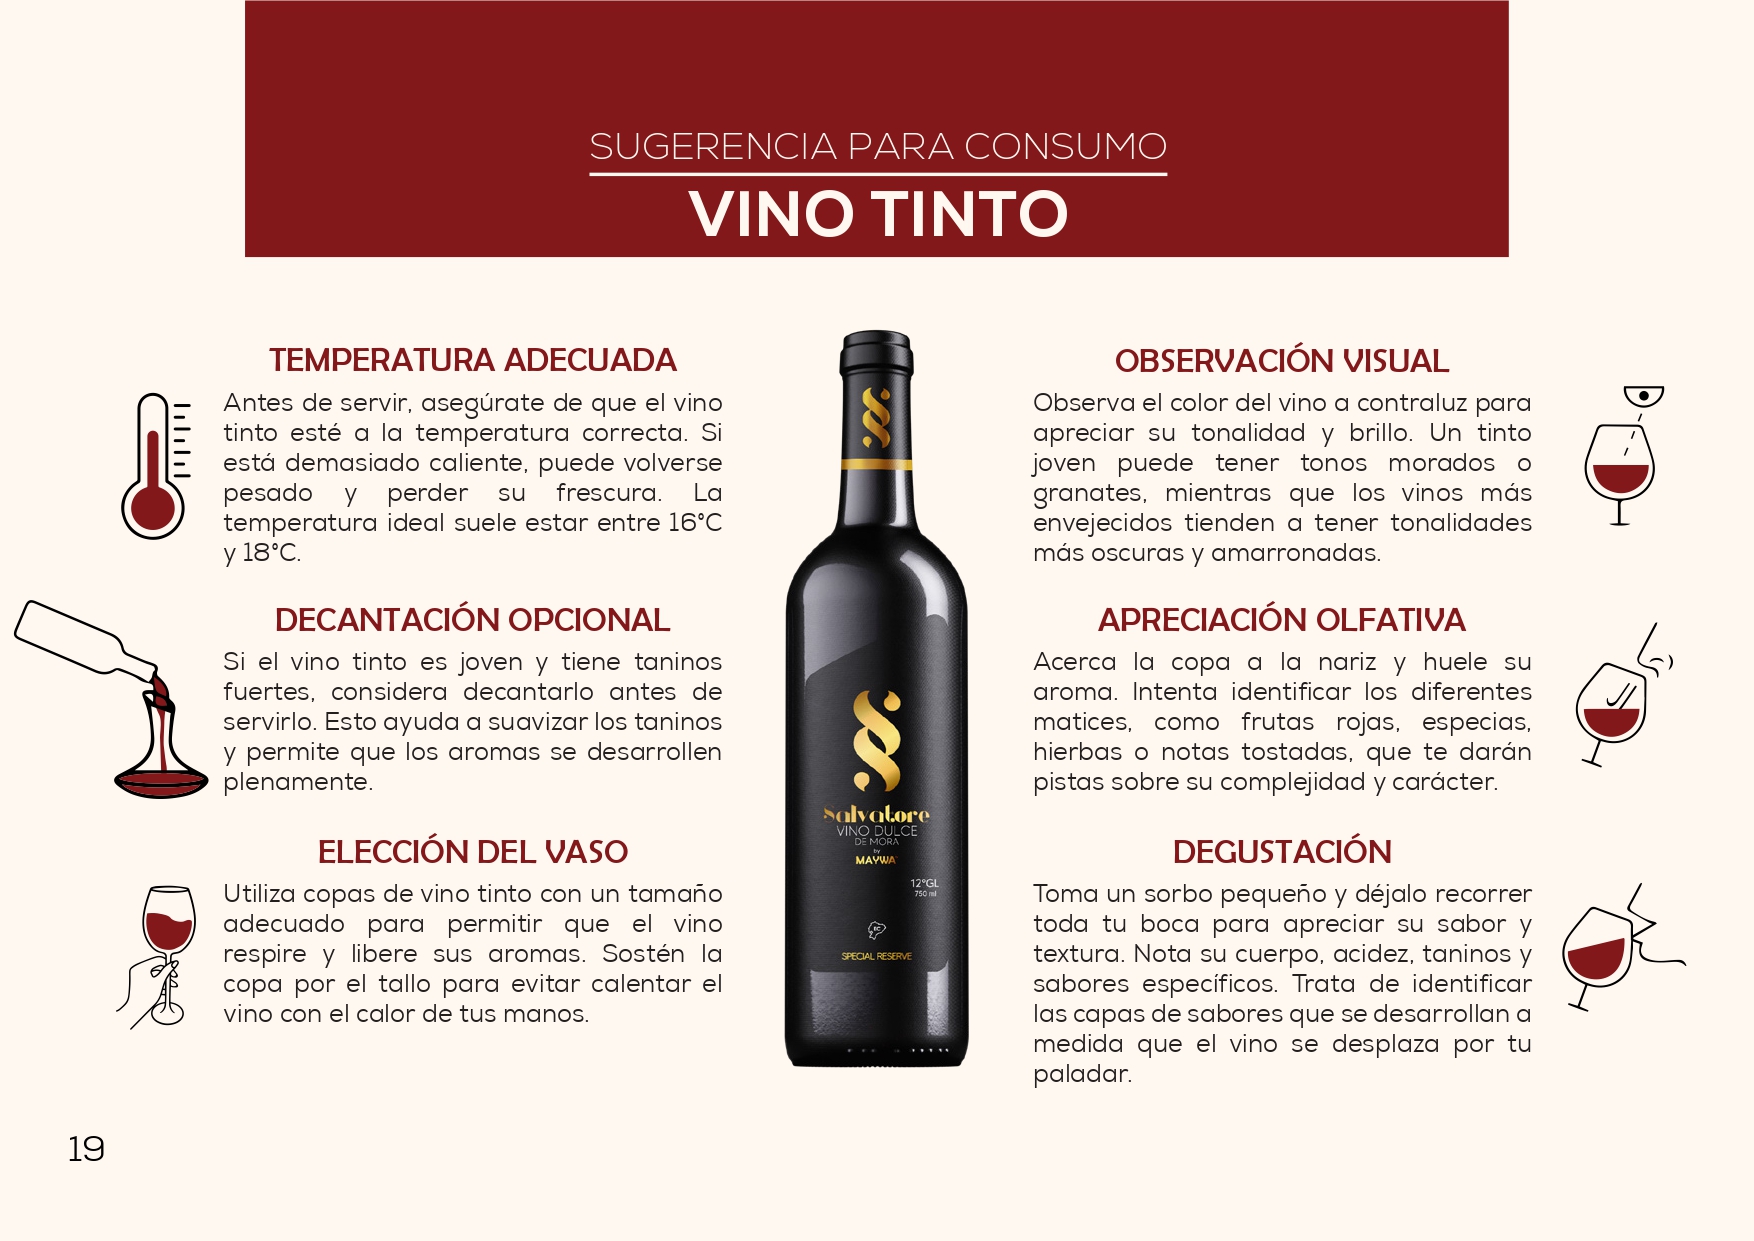 SUGERENCIA PARA CONSUMO
VINO TINTO
TEMPERATURA ADECUADA
Antes de servir, asegúrate de que el vino
tinto esté a la temperatura correcta. Si
está demasiado caliente, puede volverse
pesado y perder su frescura. La
temperatura ideal suele estar entre 16°C
y 18°C.
DECANTACIÓN OPCIONAL
Si el vino tinto es joven y tiene taninos
fuertes, considera decantarlo antes de
servirlo. Esto ayuda a suavizar los taninos
y permite que los aromas se desarrollen
plenamente.
ELECCIÓN DEL VASO
Utiliza copas de vino tinto con un tamaño
adecuado para permitir que el vino
respire y libere sus aromas. Sostén la
copa por el tallo para evitar calentar el
vino con el calor de tus manos.
Salvatore
VINO DULCE
DE MORA
by
MAYWA
12°GL
750 ml
EC
SPECIAL RESERVE
OBSERVACIÓN VISUAL
Observa el color del vino a contraluz para
apreciar su tonalidad y brillo. Un tinto
joven puede tener tonos morados o
granates, mientras que los vinos más
envejecidos tienden a tener tonalidades
más oscuras y amarronadas.
APRECIACIÓN OLFATIVA
Acerca la copa a la nariz y huele su
aroma. Intenta identificar los diferentes
matices, como frutas rojas, especias,
hierbas o notas tostadas, que te darán
pistas sobre su complejidad y carácter.
DEGUSTACIÓN
Toma un sorbo pequeño y déjalo recorrer
toda tu boca para apreciar su sabor y
textura. Nota su cuerpo, acidez, taninos y
sabores específicos. Trata de identificar
las capas de sabores que se desarrollan a
medida que el vino se desplaza por tu
paladar.
19